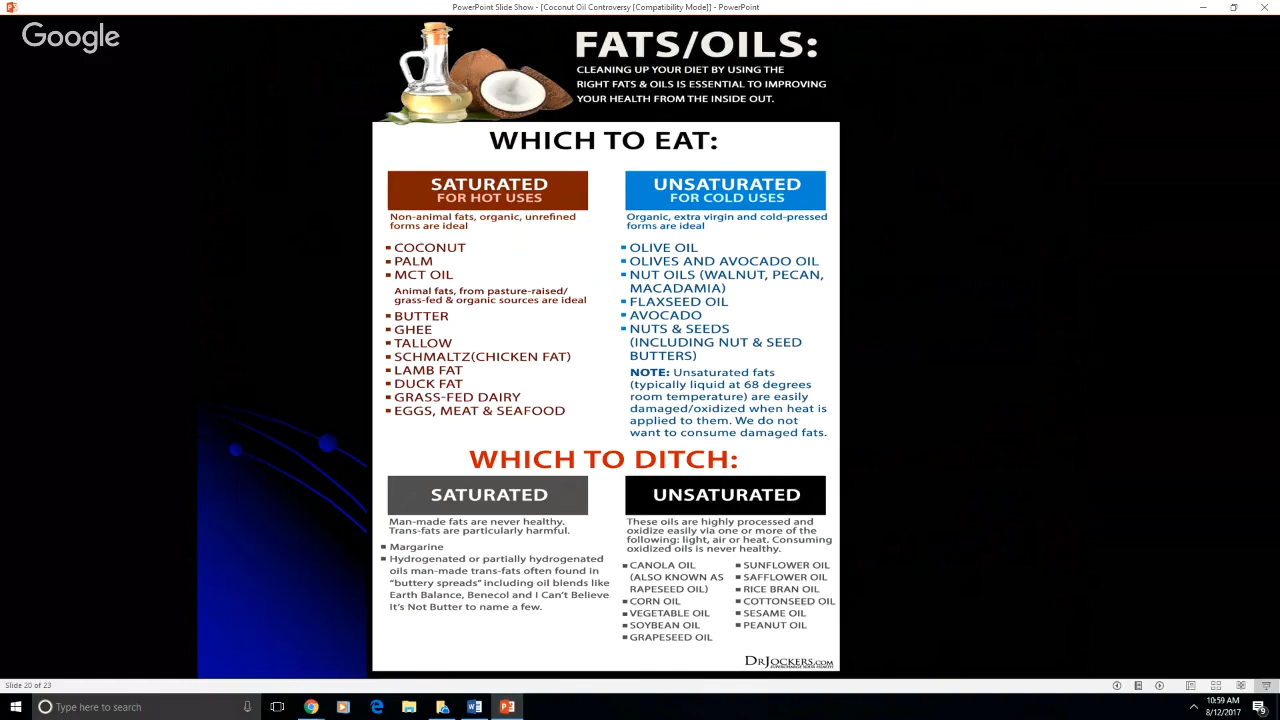 PowerPoint Slide Show - [Coconut Oil Controversy [Compatibility Mode]] - PowerPoint
Google
FATS/OILS:
CLEANING UP YOUR DIET BY USING THE
RIGHT FATS & OILS IS ESSENTIAL TO IMPROVING
YOUR HEALTH FROM THE INSIDE OUT.
WHICH TO EAT:
SATURATED
FOR HOT USES
Non-animal fats, organic, unrefined
forms are ideal
COCONUT
PALM
MCT OIL
Animal fats, from pasture-raised/
grass-fed & organic sources are ideal
BUTTER
GHEE
TALLOW
SCHMALTZ(CHICKEN FAT)
LAMB FAT
DUCK FAT
GRASS-FED DAIRY
EGGS, MEAT & SEAFOOD
UNSATURATED
FOR COLD USES
Organic, extra virgin and cold-pressed
forms are ideal
OLIVE OIL
OLIVES AND AVOCADO OIL
NUT OILS (WALNUT, PECAN,
MACADAMIA)
FLAXSEED OIL
AVOCADO
NUTS & SEEDS
(INCLUDING NUT & SEED
BUTTERS)
NOTE: Unsaturated fats
(typically liquid at 68 degrees
room temperature) are easily
damaged/oxidized when heat is
applied to them. We do not
want to consume damaged fats.
WHICH TO DITCH:
SATURATED
Man-made fats are never healthy.
Trans-fats are particularly harmful.
Margarine
Hydrogenated or partially hydrogenated
oils man-made trans-fats often found in
"buttery spreads" including oil blends like
Earth Balance, Benecol and I Can't Believe
It's Not Butter to name a few.
UNSATURATED
These oils are highly processed and
oxidize easily via one or more of the
following: light, air or heat. Consuming
oxidized oils is never healthy.
CANOLA OIL
(ALSO KNOWN AS
RAPESEED OIL)
CORN OIL
VEGETABLE OIL
SOYBEAN OIL
GRAPESEED OIL
SUNFLOWER OIL
SAFFLOWER OIL
RICE BRAN OIL
COTTONSEED OIL
SESAME OIL
PEANUT OIL
DRJOCKERS.COM
SUPERCHARGE YOUR HEALTH
Slide 20 of 23
Type here to search
10:59 AM
8/12/2017